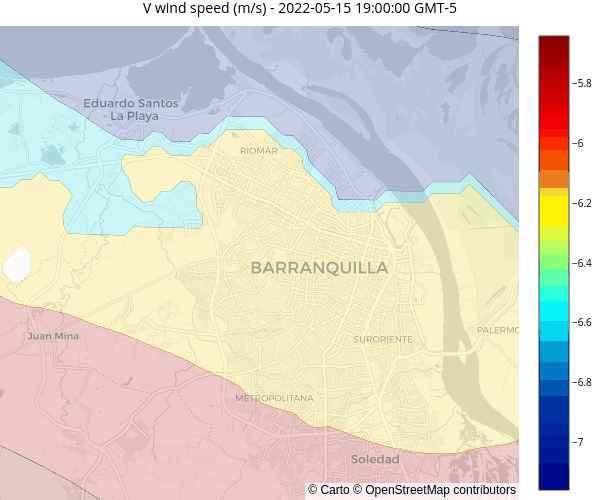 V wind speed (m/s) - 2022-05-15 19:00:00 GMT-5
Eduardo Santos
- La Playa
RIOMAR
BARRANQUILLA
Juan Mina
SURORIENTE
PALERMO
METROPOLITANA
Soledad
© Carto © OpenStreetMap contributors
−5.8
−6
−6.2
−6.4
−6.6
−6.8
−7